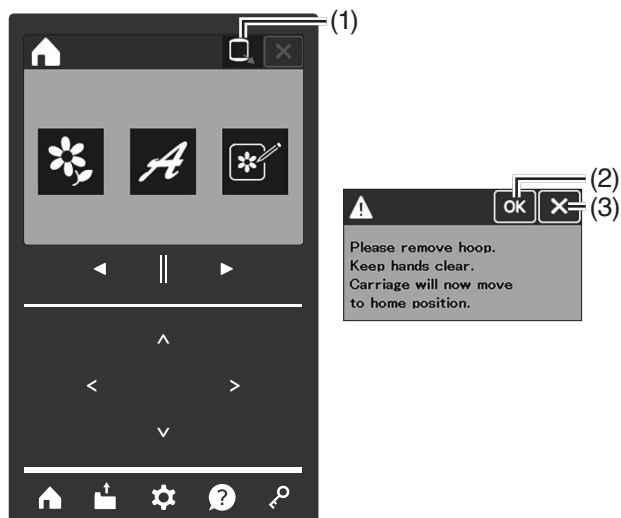 (1)
A
(2)
OK
(3)
Please remove hoop.
Keep hands clear.
Carriage will now move
to home position.
?